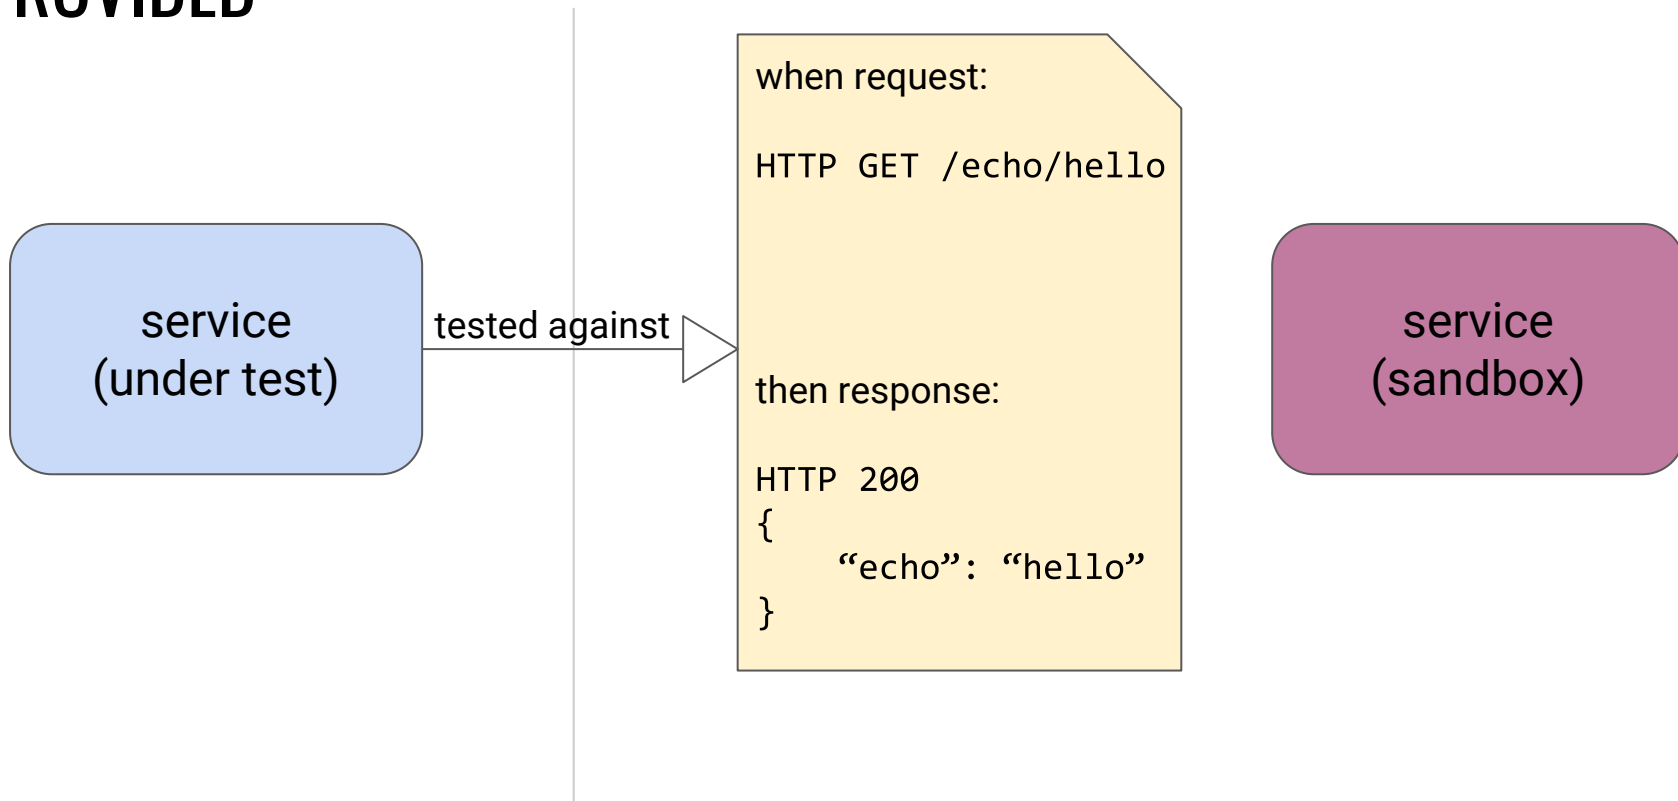 ROVIDED
when request:
HTTP GET /echo/hello
service
(under test)
tested against
then response:
HTTP 200
{
“echo”: “hello”
}
service
(sandbox)